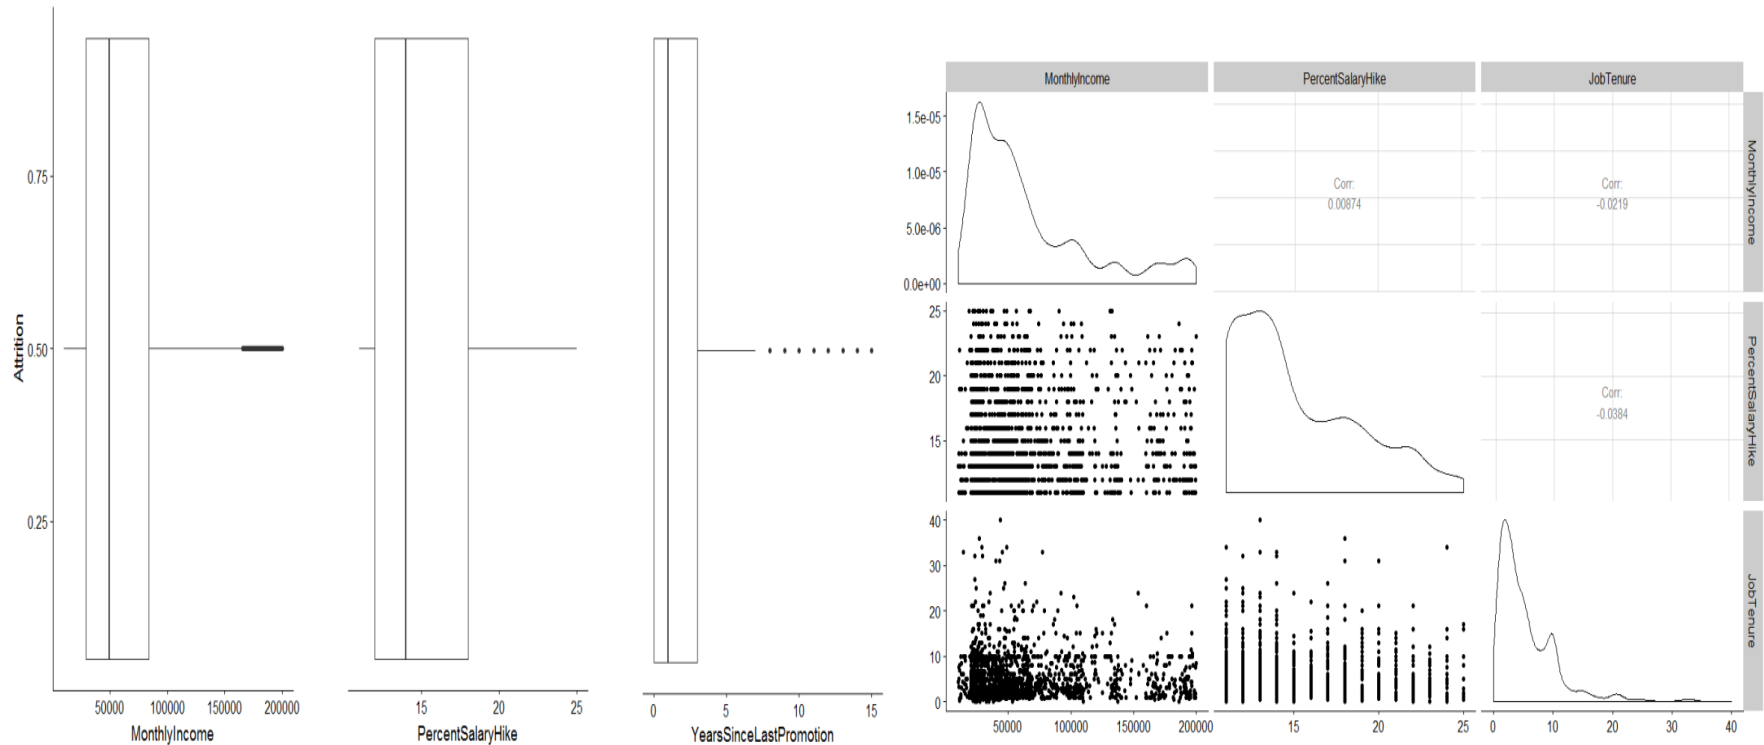 Attrition
0.75
0.50
0.25
50000 100000 150000 200000
MonthlyIncome
15 20 25
PercentSalaryHike
0 5 10 15
YearsSinceLastPromotion
MonthlyIncome PercentSalaryHike JobTenure
1.5e-05
1.0e-05
5.0e-06
0.0e+00
Corr:
0.00874
Corr:
-0.0219
MonthlyIncome
25
20
15
Corr:
-0.0384
PercentSalaryHike
40
30
20
10
0
JobTenure
50000 100000 150000 200000
15 20 25
0 10 20 30 40